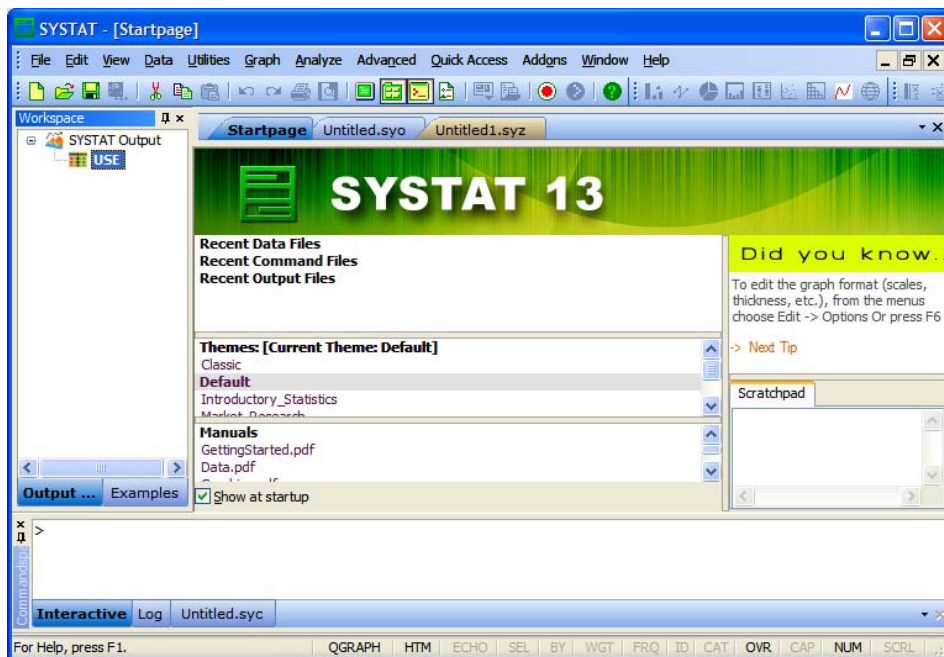 SYSTAT - [Startpage]
File Edit View Data Utilities Graph Analyze Advanced Quick Access Addons Window Help
Workspace
SYSTAT Output
USE
Startpage Untitled.syo Untitled1.syz
SYSTAT 13
Recent Data Files
Recent Command Files
Recent Output Files
Themes: [Current Theme: Default]
Classic
Default
Introductory_Statistics
Market_Research
Manuals
GettingStarted.pdf
Data.pdf
Show at startup
Did you know..
To edit the graph format (scales,
thickness, etc.), from the menus
choose Edit -> Options Or press F6
-> Next Tip
Scratchpad
Output ... Examples
>
Commandspa
Interactive Log Untitled.syc
For Help, press F1.
QGRAPH HTM ECHO SEL BY WGT FRQ ID CAT OVR CAP NUM SCRL